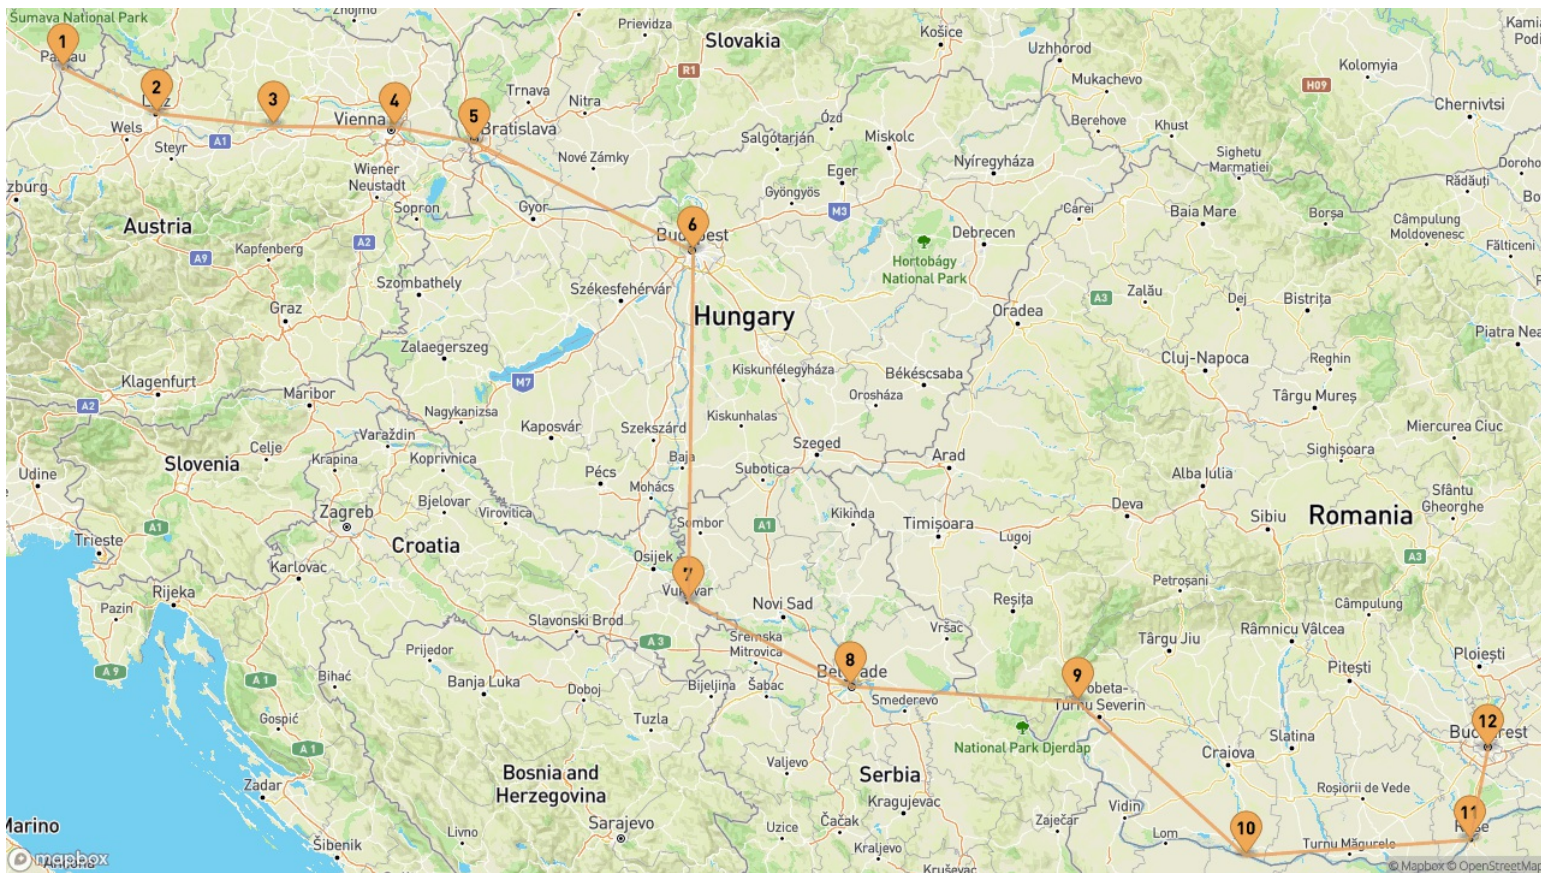 Šumava National Park
Znojmo
Prievidza
Slovakia
Košice
Uzhhorod
1
2
3
4
5
R1
H09
Kolomyia
Mukachevo
Chernivtsi
Trnava
Nitra
Vienna
Bratislava
Wels
A1
Steyr
Salgótarján
Ózd
Miskolc
Berehove
Khust
Nové Zámky
Wiener
Neustadt
Eger
Nyíregyháza
Sighetu
Marmatiei
Rădăuți
Sopron
Gyor
Gyöngyös
M3
Carei
Baia Mare
Borșa
Câmpulung
Moldovenesc
Austria
6
Debrecen
Fălticeni
A2
A9
Kapfenberg
Hortobágy
National Park
Szombathely
Székesfehérvár
Zalău
Dej
Bistrița
A3
Graz
Hungary
Oradea
Zalaegerszeg
Cluj-Napoca
Reghin
Klagenfurt
M7
Kiskunfélegyháza
Békéscsaba
Orosháza
Târgu Mureș
A2
Maribor
Nagykanizsa
Kaposvár
Szekszárd
Kiskunhalas
Miercurea Ciuc
Varaždin
Celje
Szeged
Arad
Sighișoara
Slovenia
Krapina
Koprivnica
Baja
Subotica
Alba Iulia
Udine
Pécs
Mohács
Bjelovar
Virovitica
Deva
Sfântu
Gheorghe
Zagreb
A1
Sombor
A1
Kikinda
Timișoara
Sibiu
Romania
Trieste
Croatia
Lugoj
Osijek
A3
Karlovac
7
Petroșani
Rijeka
Pazin
Vukovar
Novi Sad
Reșița
Câmpulung
Slavonski Brod
A3
Vršac
Târgu Jiu
Râmnicu Vâlcea
Sremska
Mitrovica
Prijedor
8
Ploiești
A9
A1
Bihać
Banja Luka
Doboj
Bijeljina
Šabac
Smederevo
9
Turnu Severin
Pitești
Tuzla
Gospić
12
National Park Djerdap
Slatina
A1
Craiova
Valjevo
Bosnia and
Herzegovina
Serbia
Zadar
Roșiorii de Vede
Kragujevac
Vidin
11
Livno
Sarajevo
Uzice
Čačak
Zaječar
Lom
10
Šibenik
Kraljevo
Turnu Măgurele
mapbox
© Mapbox © OpenStreetMap